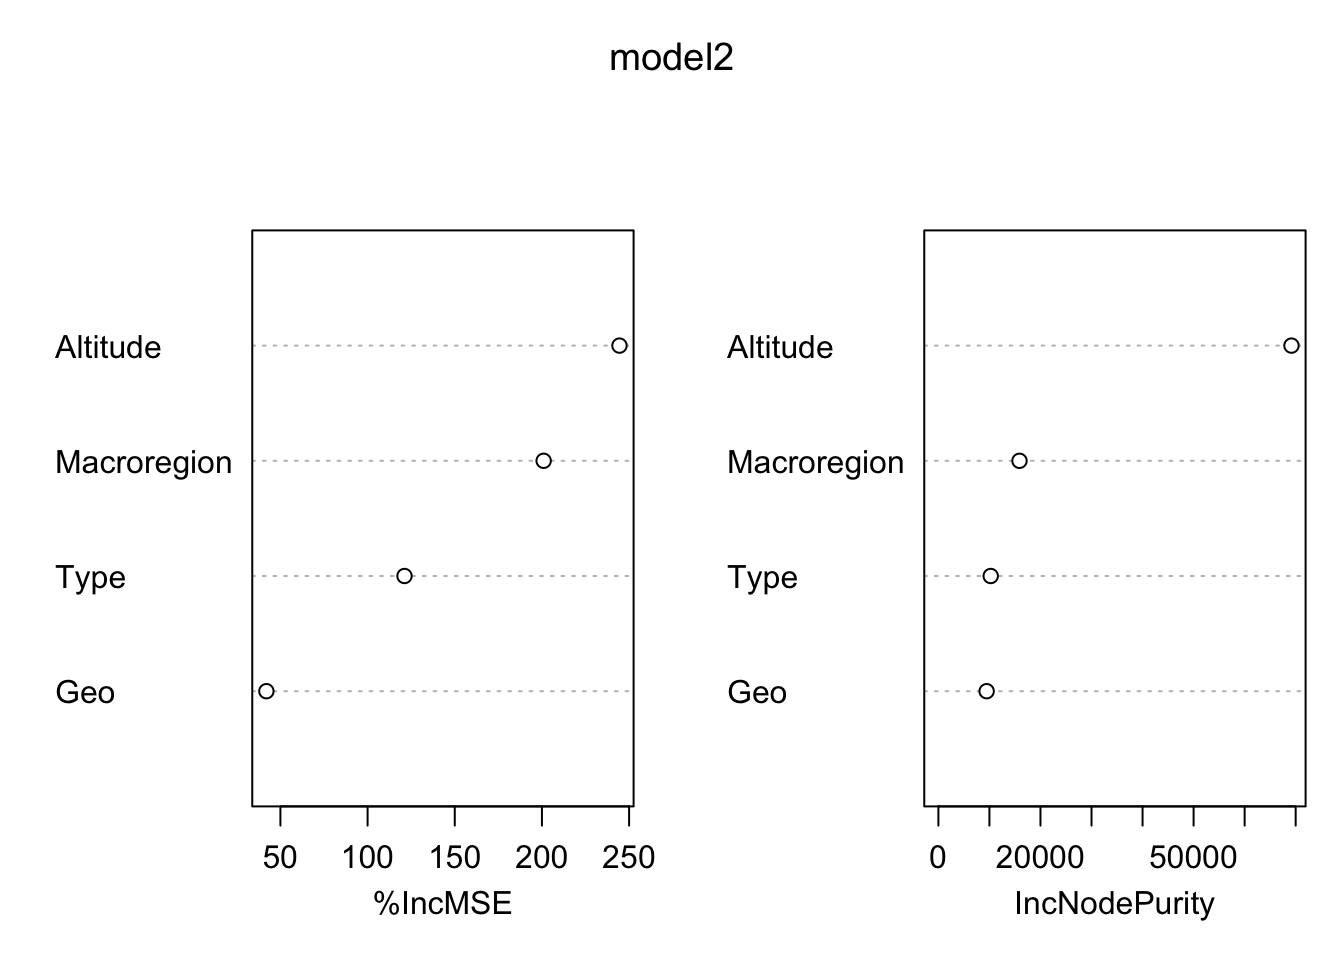 model2
Altitude
Macroregion
Type
Geo
50 100 150 200 250
%IncMSE
Altitude
Macroregion
Type
Geo
0 20000 50000
IncNodePurity